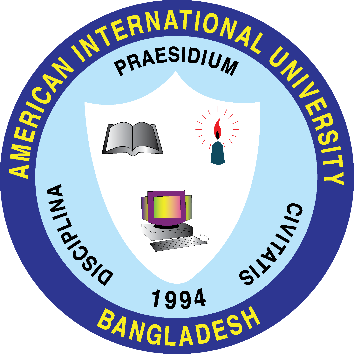 AMERICAN INTERNATIONAL UNIVERSITY
PRAESIDIUM
DISCIPLINA
CIVITATIS
1994
BANGLADESH